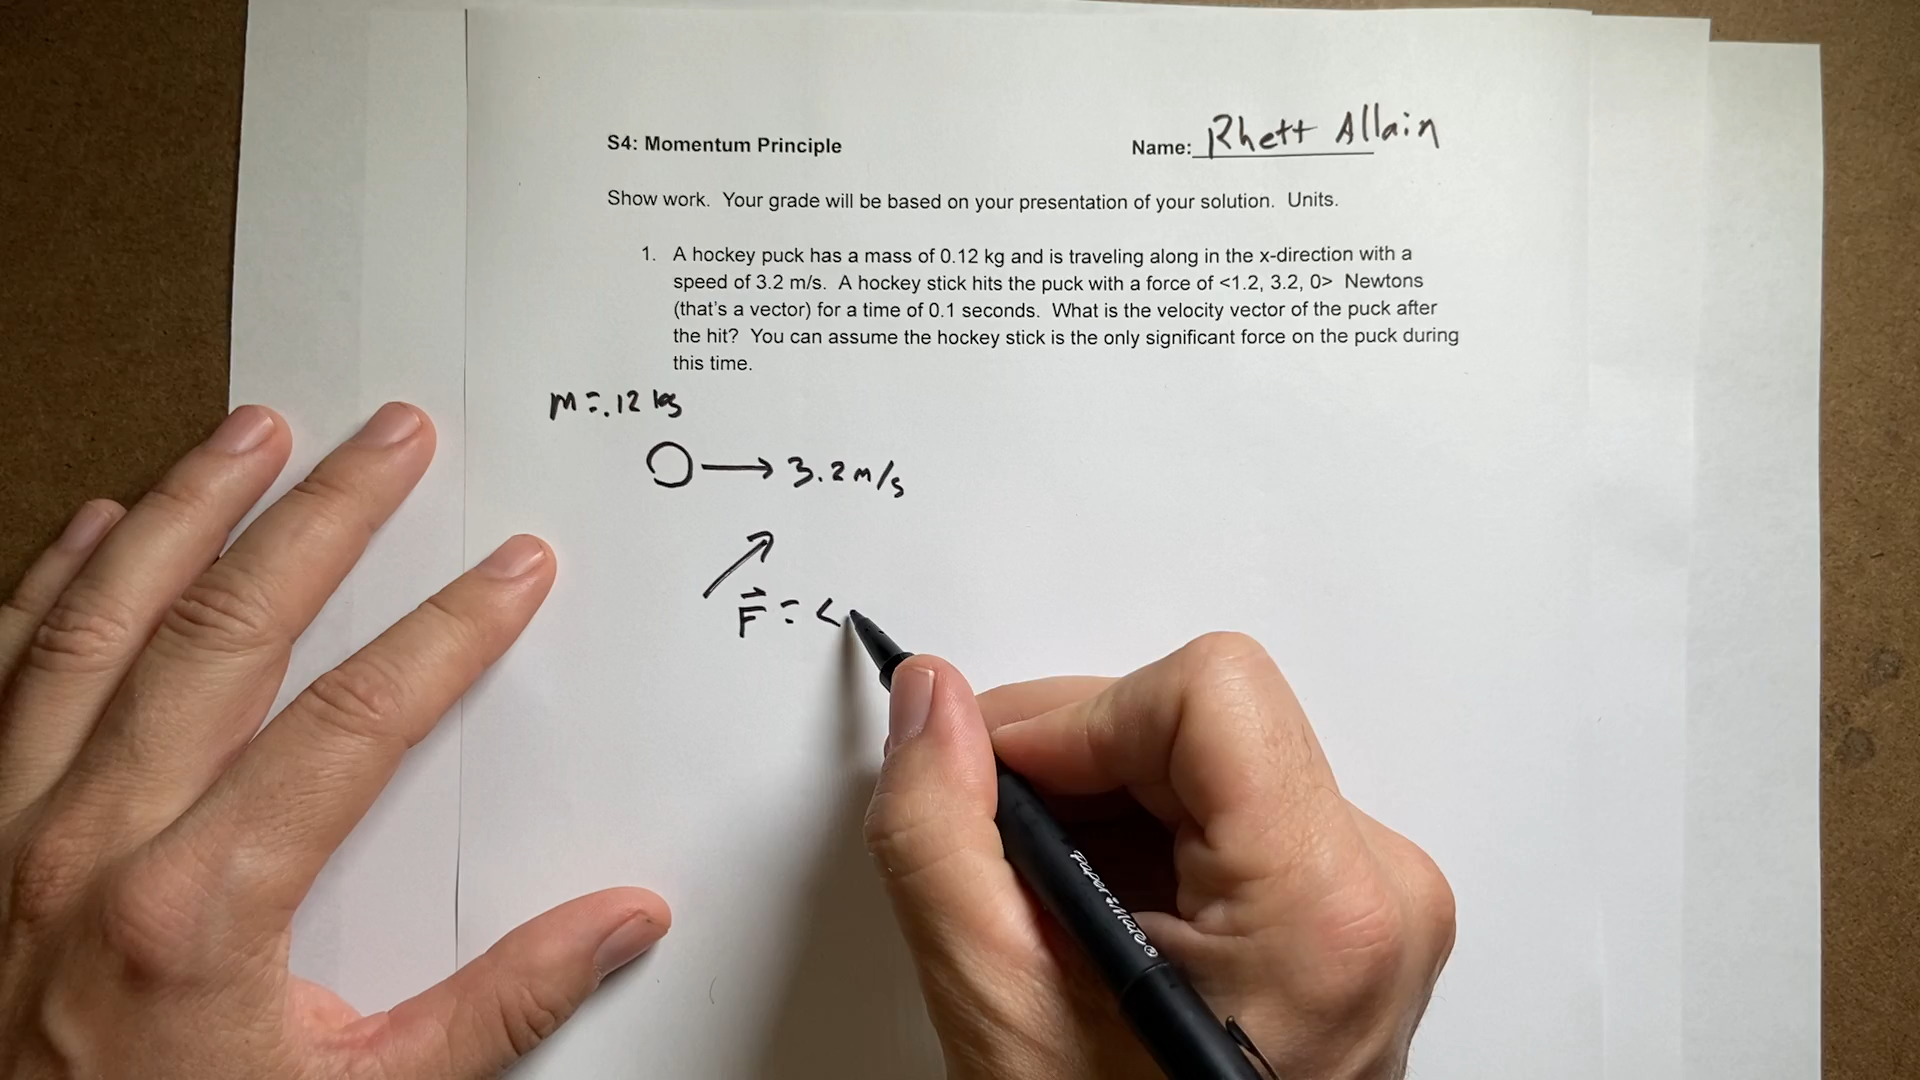 S4: Momentum Principle Name: Rhett Allain
Show work. Your grade will be based on your presentation of your solution. Units.
1. A hockey puck has a mass of 0.12 kg and is traveling along in the x-direction with a
speed of 3.2 m/s. A hockey stick hits the puck with a force of <1.2, 3.2, 0> Newtons
(that's a vector) for a time of 0.1 seconds. What is the velocity vector of the puck after
the hit? You can assume the hockey stick is the only significant force on the puck during
this time.
m = .12 kg
3.2 m/s
F = <
paper:mate®